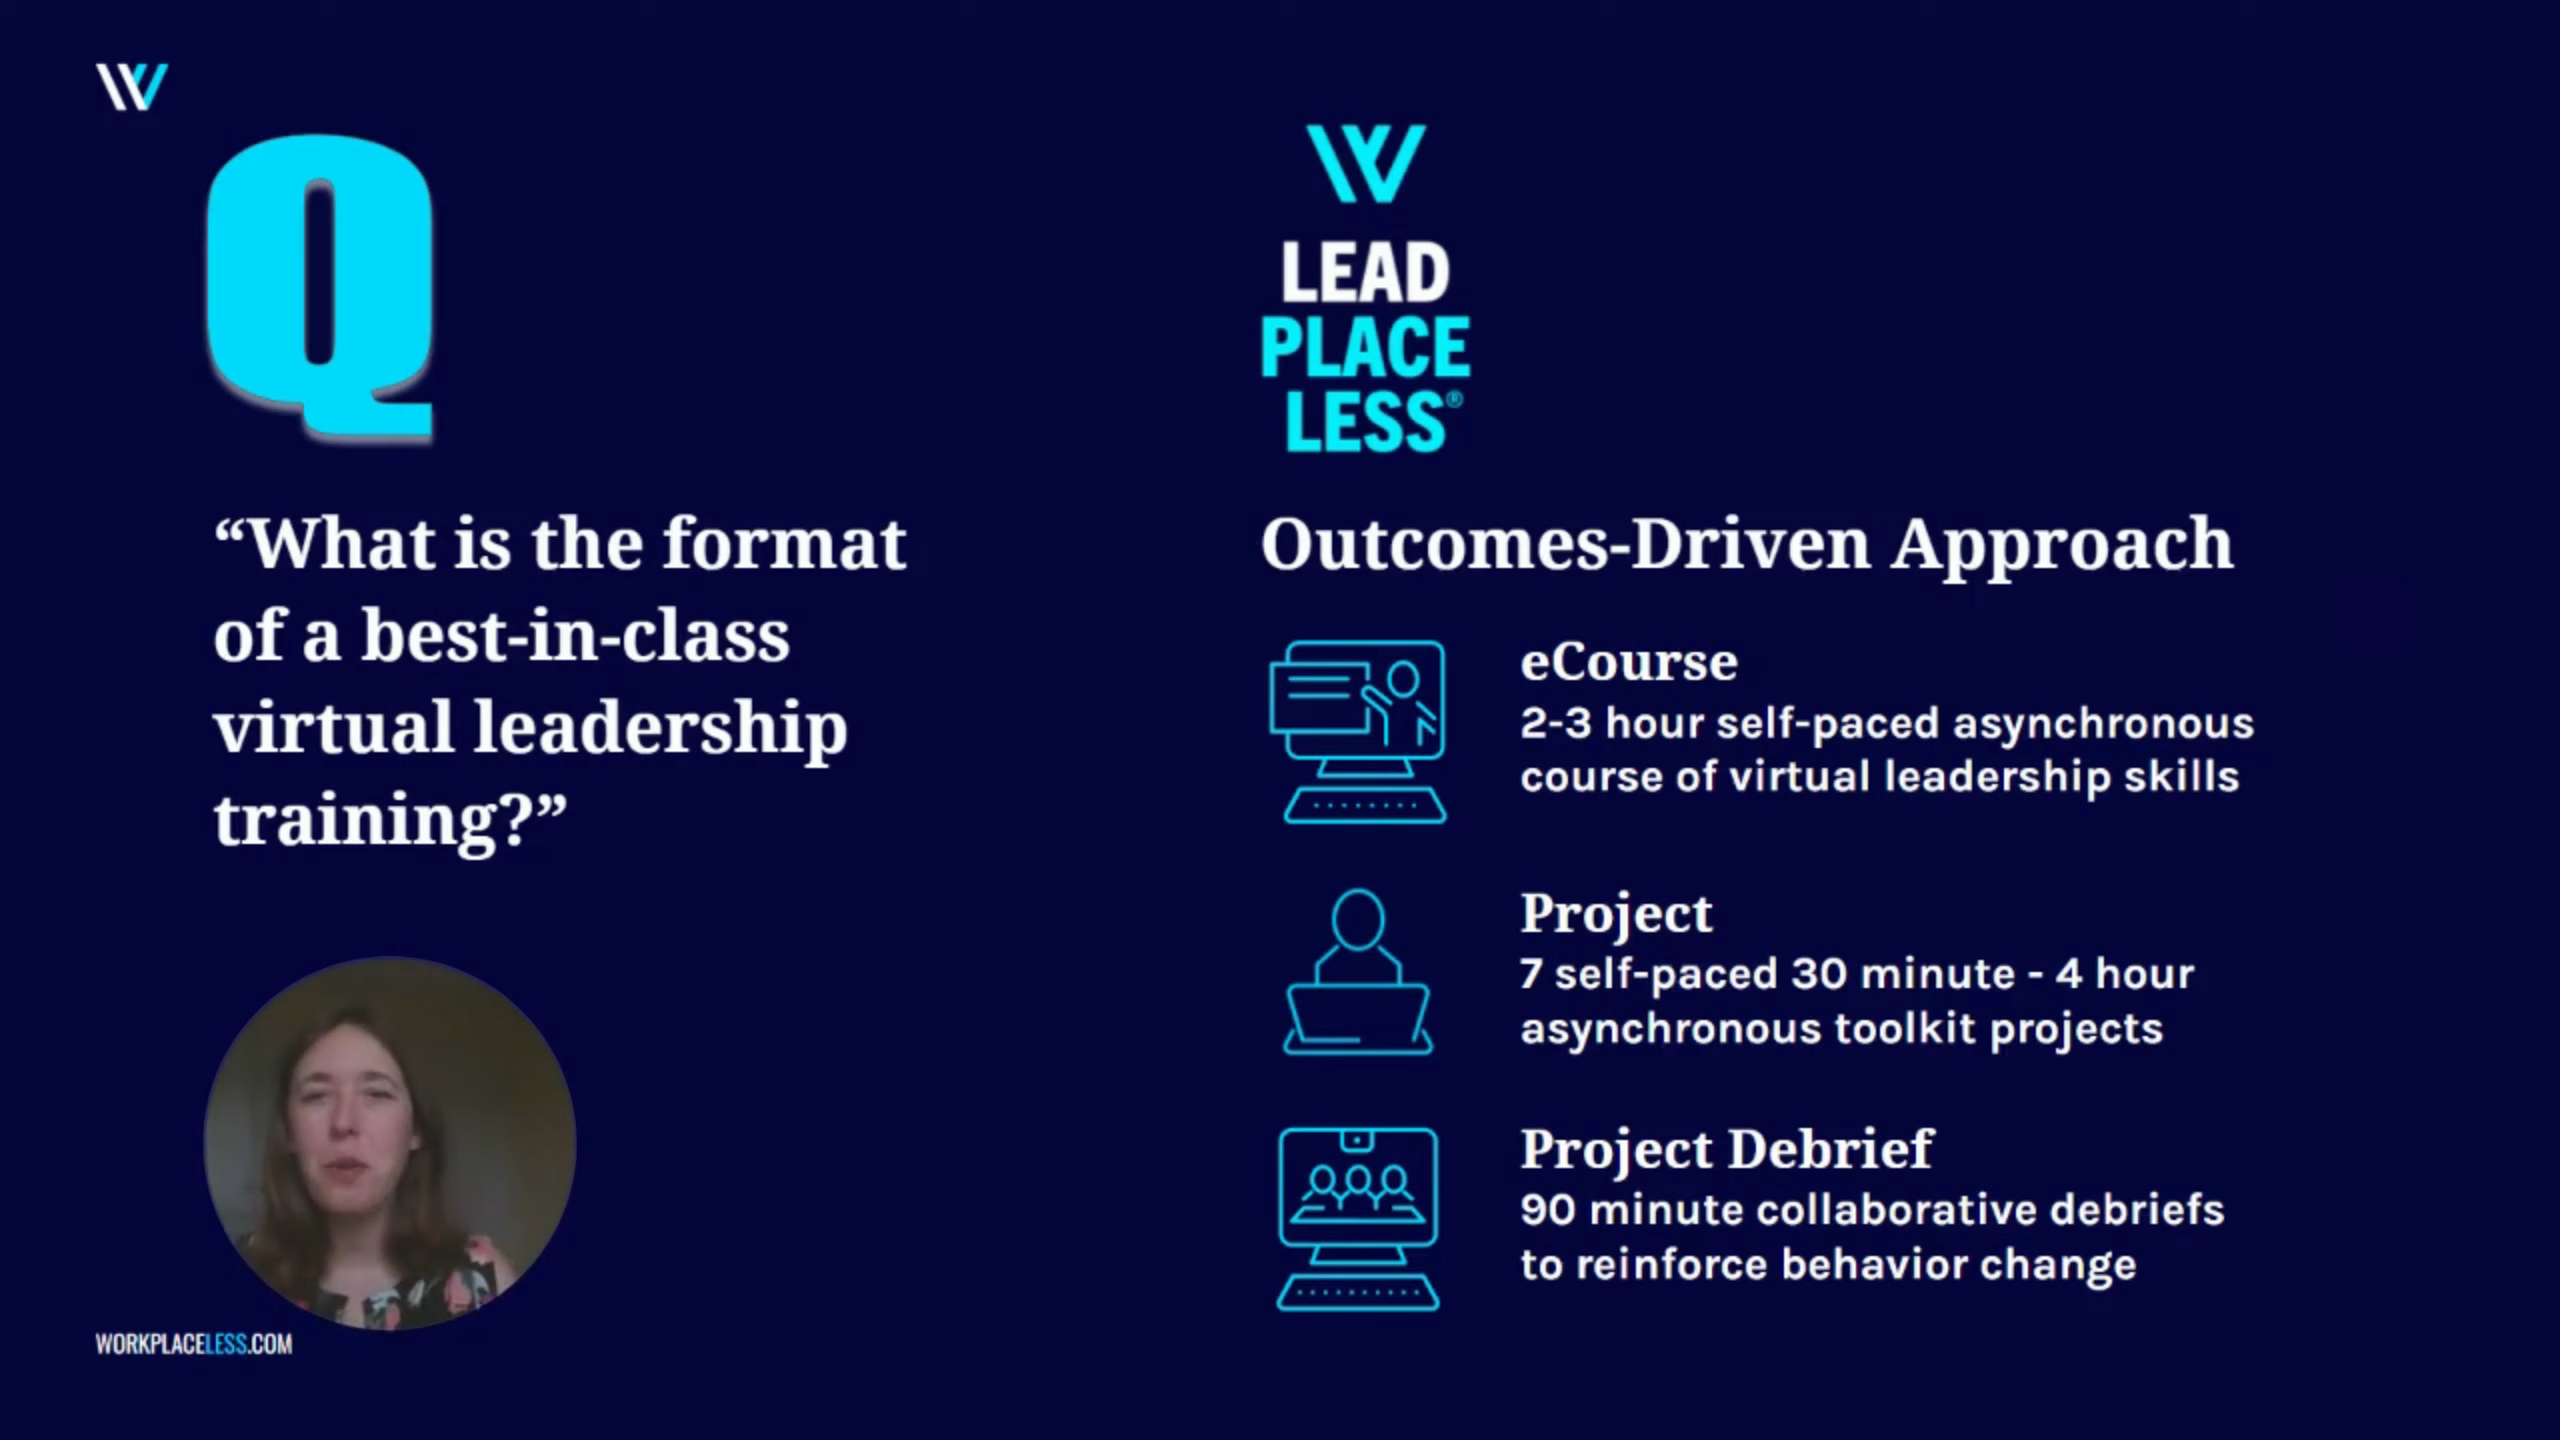 Q
“What is the format
of a best-in-class
virtual leadership
training?”
WORKPLACELESS.COM
W
LEAD
PLACE
LESS®
Outcomes-Driven Approach
eCourse
2-3 hour self-paced asynchronous
course of virtual leadership skills
Project
7 self-paced 30 minute - 4 hour
asynchronous toolkit projects
Project Debrief
90 minute collaborative debriefs
to reinforce behavior change